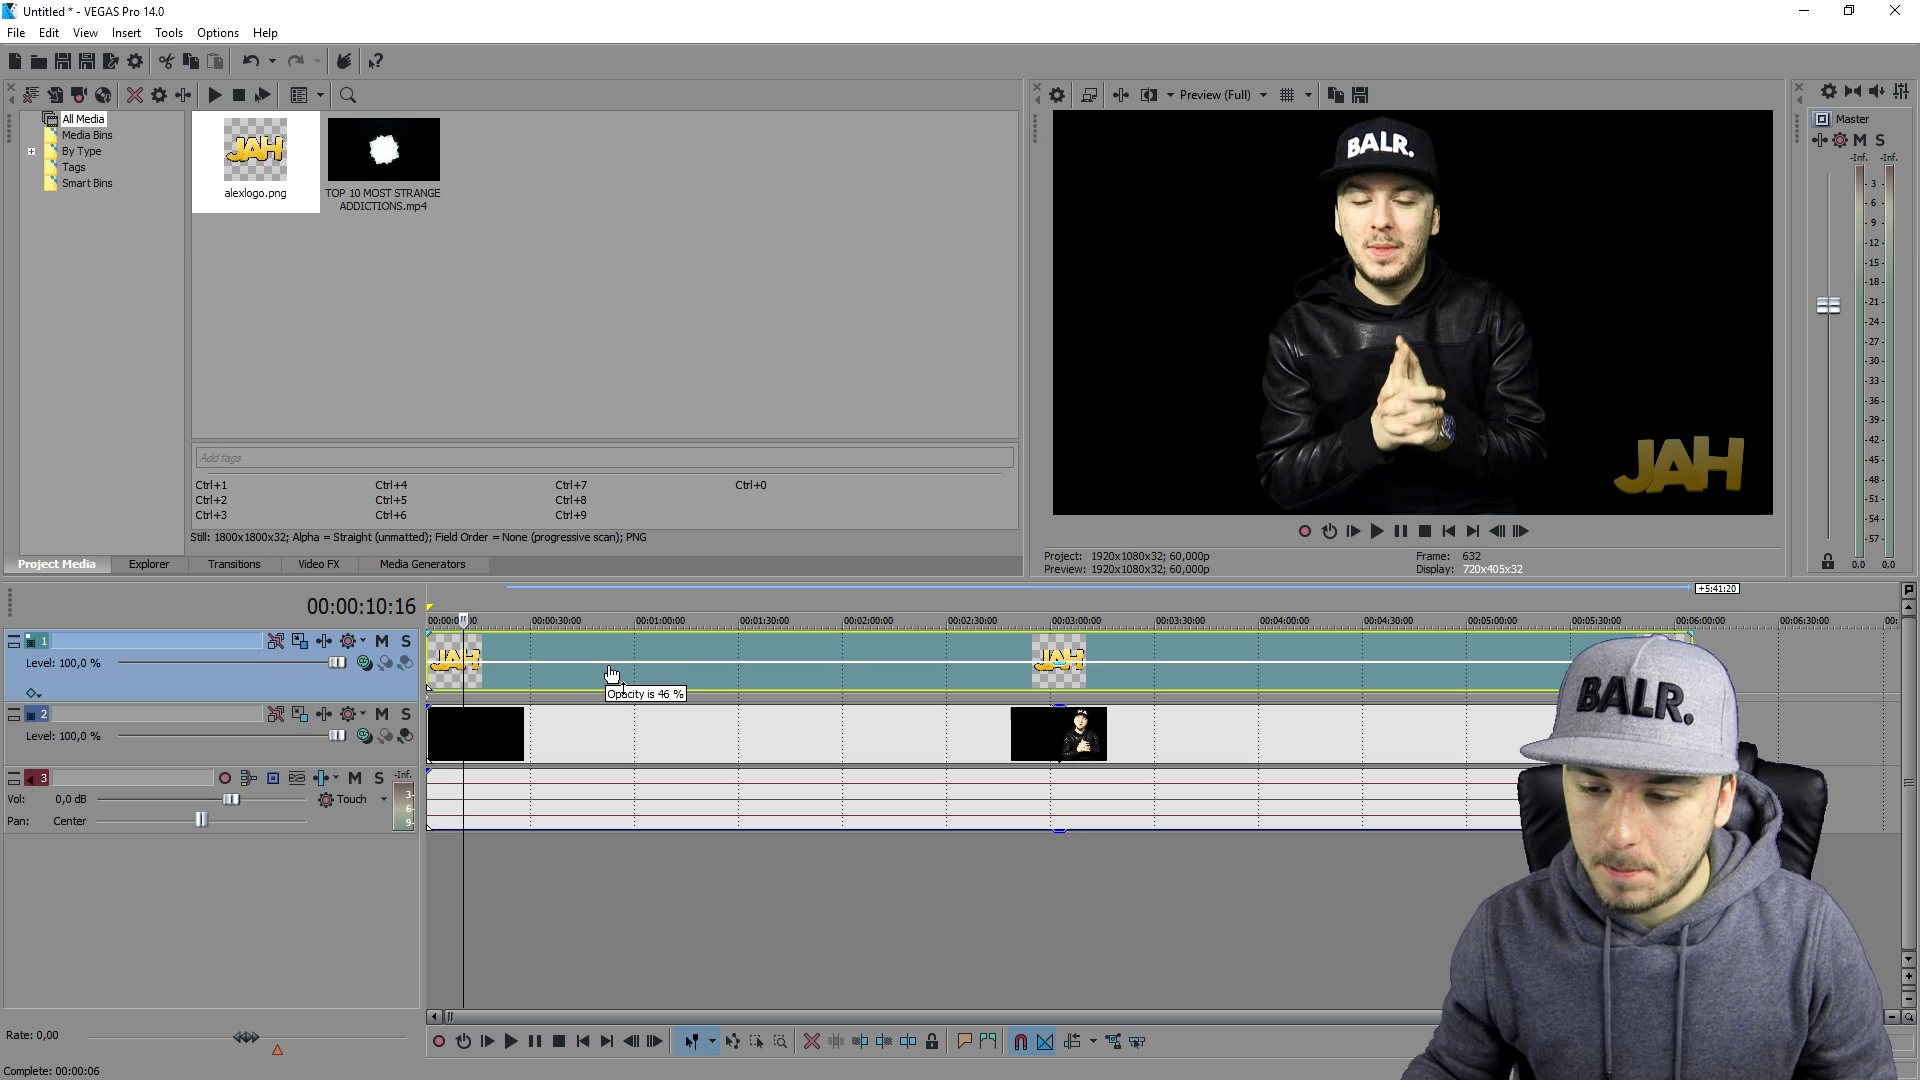 Untitled * - VEGAS Pro 14.0
File Edit View Insert Tools Options Help
All Media
Media Bins
By Type
Tags
Smart Bins
JAH
alexlogo.png
TOP 10 MOST STRANGE
ADDICTIONS.mp4
Add tags
Ctrl+1 Ctrl+4 Ctrl+7 Ctrl+0
Ctrl+2 Ctrl+5 Ctrl+8
Ctrl+3 Ctrl+6 Ctrl+9
Still: 1800x1800x32; Alpha = Straight (unmatted); Field Order = None (progressive scan); PNG
Project Media Explorer Transitions Video FX Media Generators
Preview (Full)
BALR.
JAH
Project: 1920x1080x32; 60,000p Frame: 632
Preview: 1920x1080x32; 60,000p Display: 720x405x32
Master
M S
-Inf. -Inf.
3
6
9
12
15
18
21
24
27
30
33
36
39
42
45
48
51
54
57
0,0 0,0
+5:41:20
00:00:10:16
00:00:30:00 00:01:00:00 00:01:30:00 00:02:00:00 00:02:30:00 00:03:00:00 00:03:30:00 00:04:00:00 00:04:30:00 00:05:00:00 00:05:30:00 00:06:00:00 00:06:30:00
1 M S
Level: 100,0 %
JAH JAH
Opacity is 46 %
2 M S
Level: 100,0 %
3 M S -Inf.
Vol: 0,0 dB Touch
Pan: Center
3
6
9
BALR.
Rate: 0,00
Complete: 00:00:06